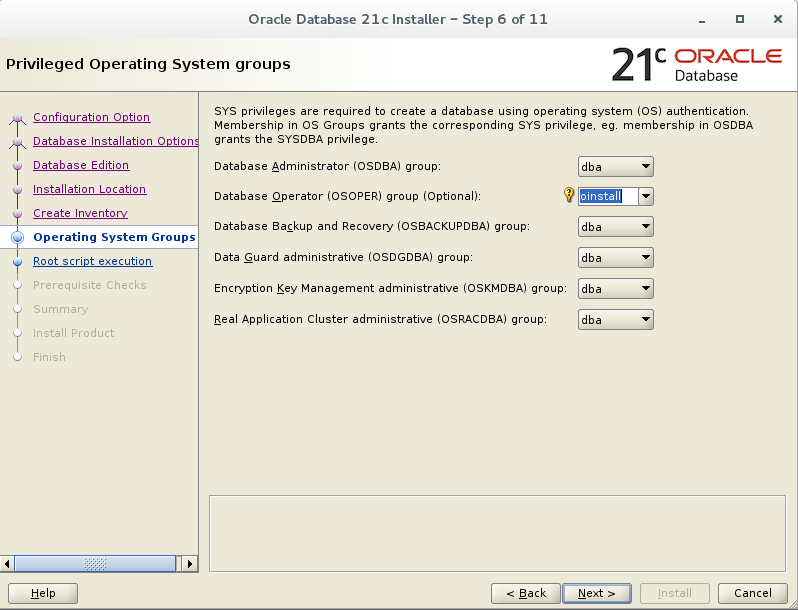 Oracle Database 21c Installer – Step 6 of 11
Privileged Operating System groups
21c ORACLE
Database
Configuration Option
Database Installation Options
Database Edition
Installation Location
Create Inventory
Operating System Groups
Root script execution
Prerequisite Checks
Summary
Install Product
Finish
SYS privileges are required to create a database using operating system (OS) authentication.
Membership in OS Groups grants the corresponding SYS privilege, eg. membership in OSDBA
grants the SYSDBA privilege.
Database Administrator (OSDBA) group: dba
Database Operator (OSOPER) group (Optional): oinstall
Database Backup and Recovery (OSBACKUPDBA) group: dba
Data Guard administrative (OSDGDBA) group: dba
Encryption Key Management administrative (OSKMDBA) group: dba
Real Application Cluster administrative (OSRACDBA) group: dba
Help < Back Next > Install Cancel